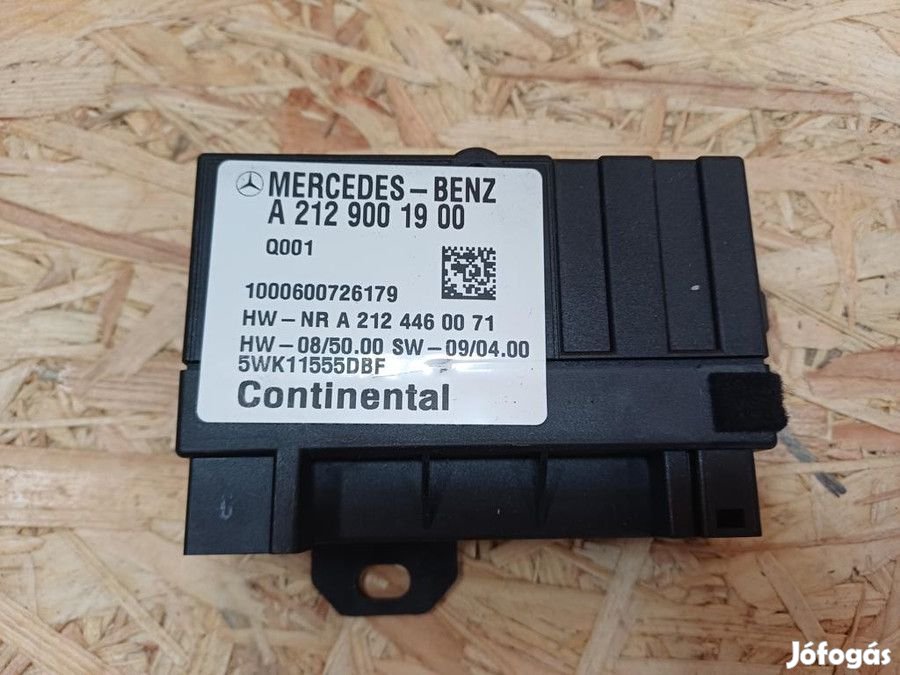 MERCEDES-BENZ
A 212 900 19 00
Q001
1000600726179
HW-NR A 212 446 00 71
HW-08/50.00 SW-09/04.00
5WK11555DBF
Continental
Jófogás